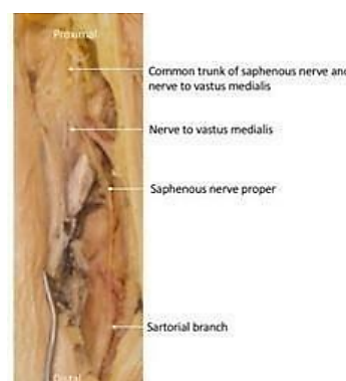 Proximal
Common trunk of saphenous nerve and
nerve to vastus medialis
Nerve to vastus medialis
Saphenous nerve proper
Sartorial branch
Distal